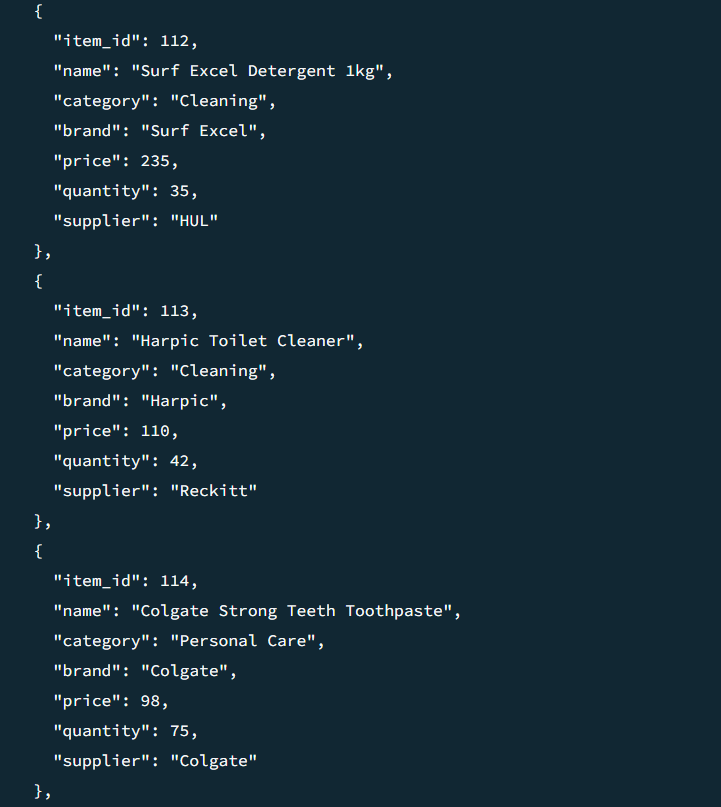 {
"item_id": 112,
"name": "Surf Excel Detergent 1kg",
"category": "Cleaning",
"brand": "Surf Excel",
"price": 235,
"quantity": 35,
"supplier": "HUL"
},
{
"item_id": 113,
"name": "Harpic Toilet Cleaner",
"category": "Cleaning",
"brand": "Harpic",
"price": 110,
"quantity": 42,
"supplier": "Reckitt"
},
{
"item_id": 114,
"name": "Colgate Strong Teeth Toothpaste",
"category": "Personal Care",
"brand": "Colgate",
"price": 98,
"quantity": 75,
"supplier": "Colgate"
},